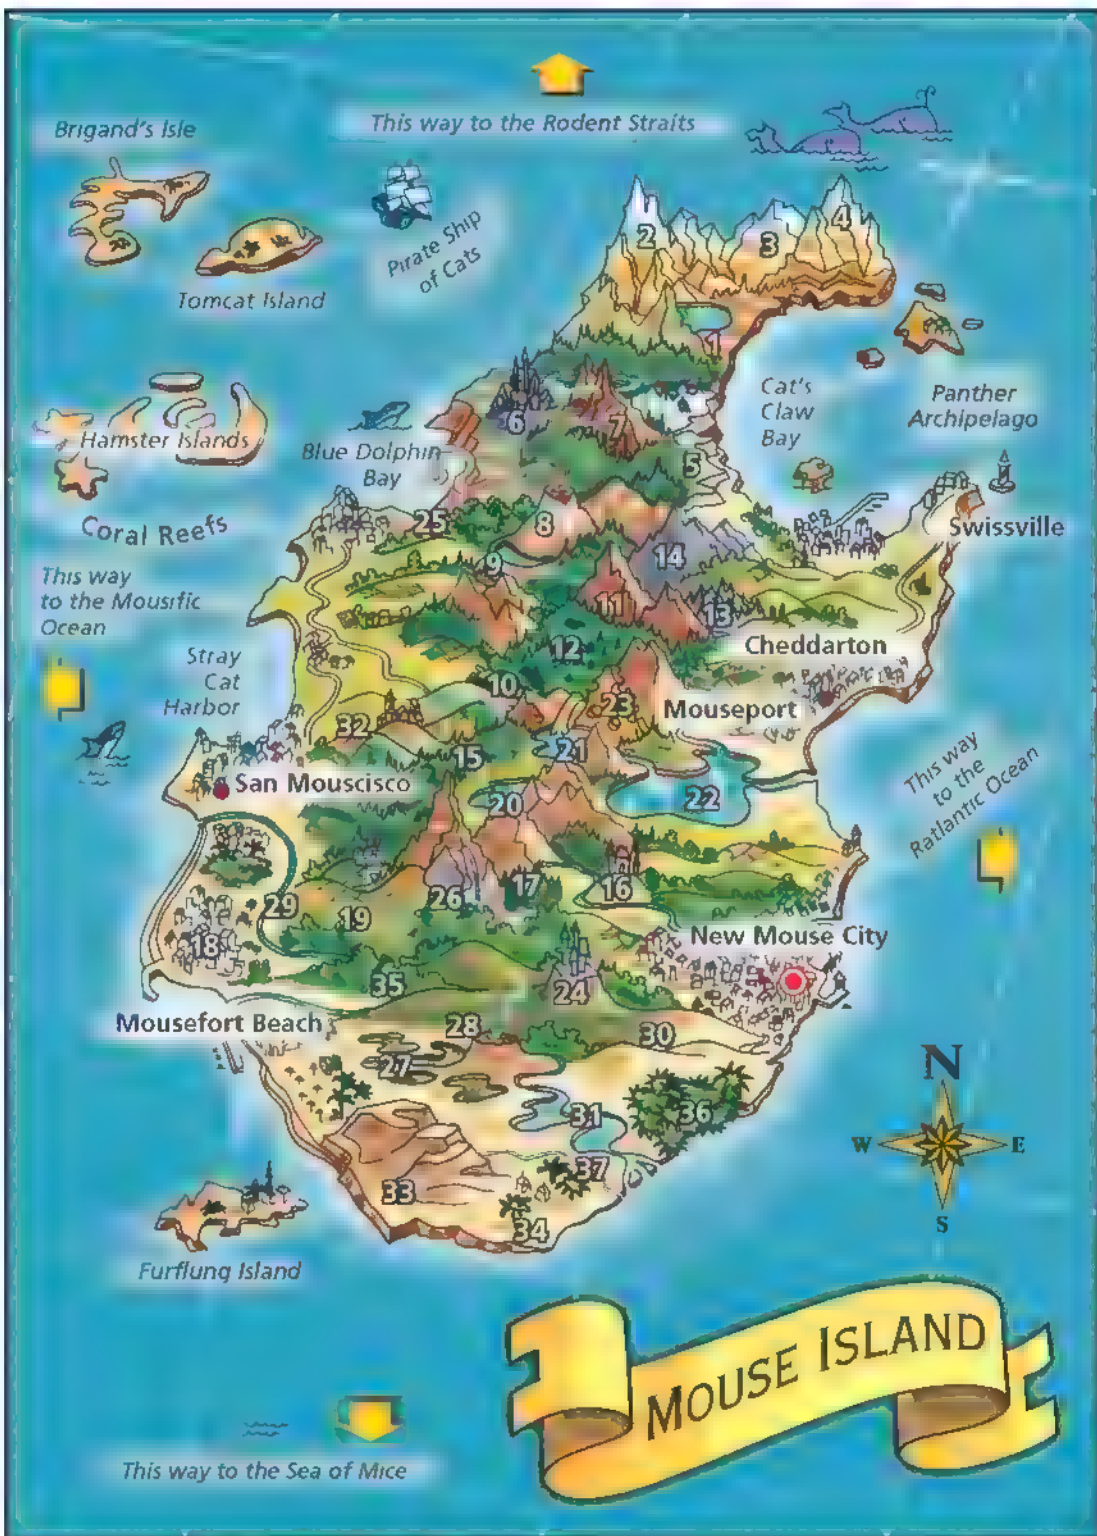 This way to the Rodent Straits
Brigand's Isle
Pirate Ship
of Cats
Tomcat Island
2
3
4
1
Cat's
Claw
Bay
Panther
Archipelago
6
7
Hamster Islands
Blue Dolphin
Bay
5
Coral Reefs
25
8
Swissville
14
9
This way
to the Mousific
Ocean
11
13
12
Cheddarton
Stray
Cat
Harbor
10
23
Mouseport
32
21
15
San Mouscisco
20
22
This way
to the
Ratlantic Ocean
26
17
16
29
19
18
New Mouse City
35
24
Mousefort Beach
28
30
27
31
36
N
W
E
S
37
33
34
Furflung Island
MOUSE ISLAND
This way to the Sea of Mice